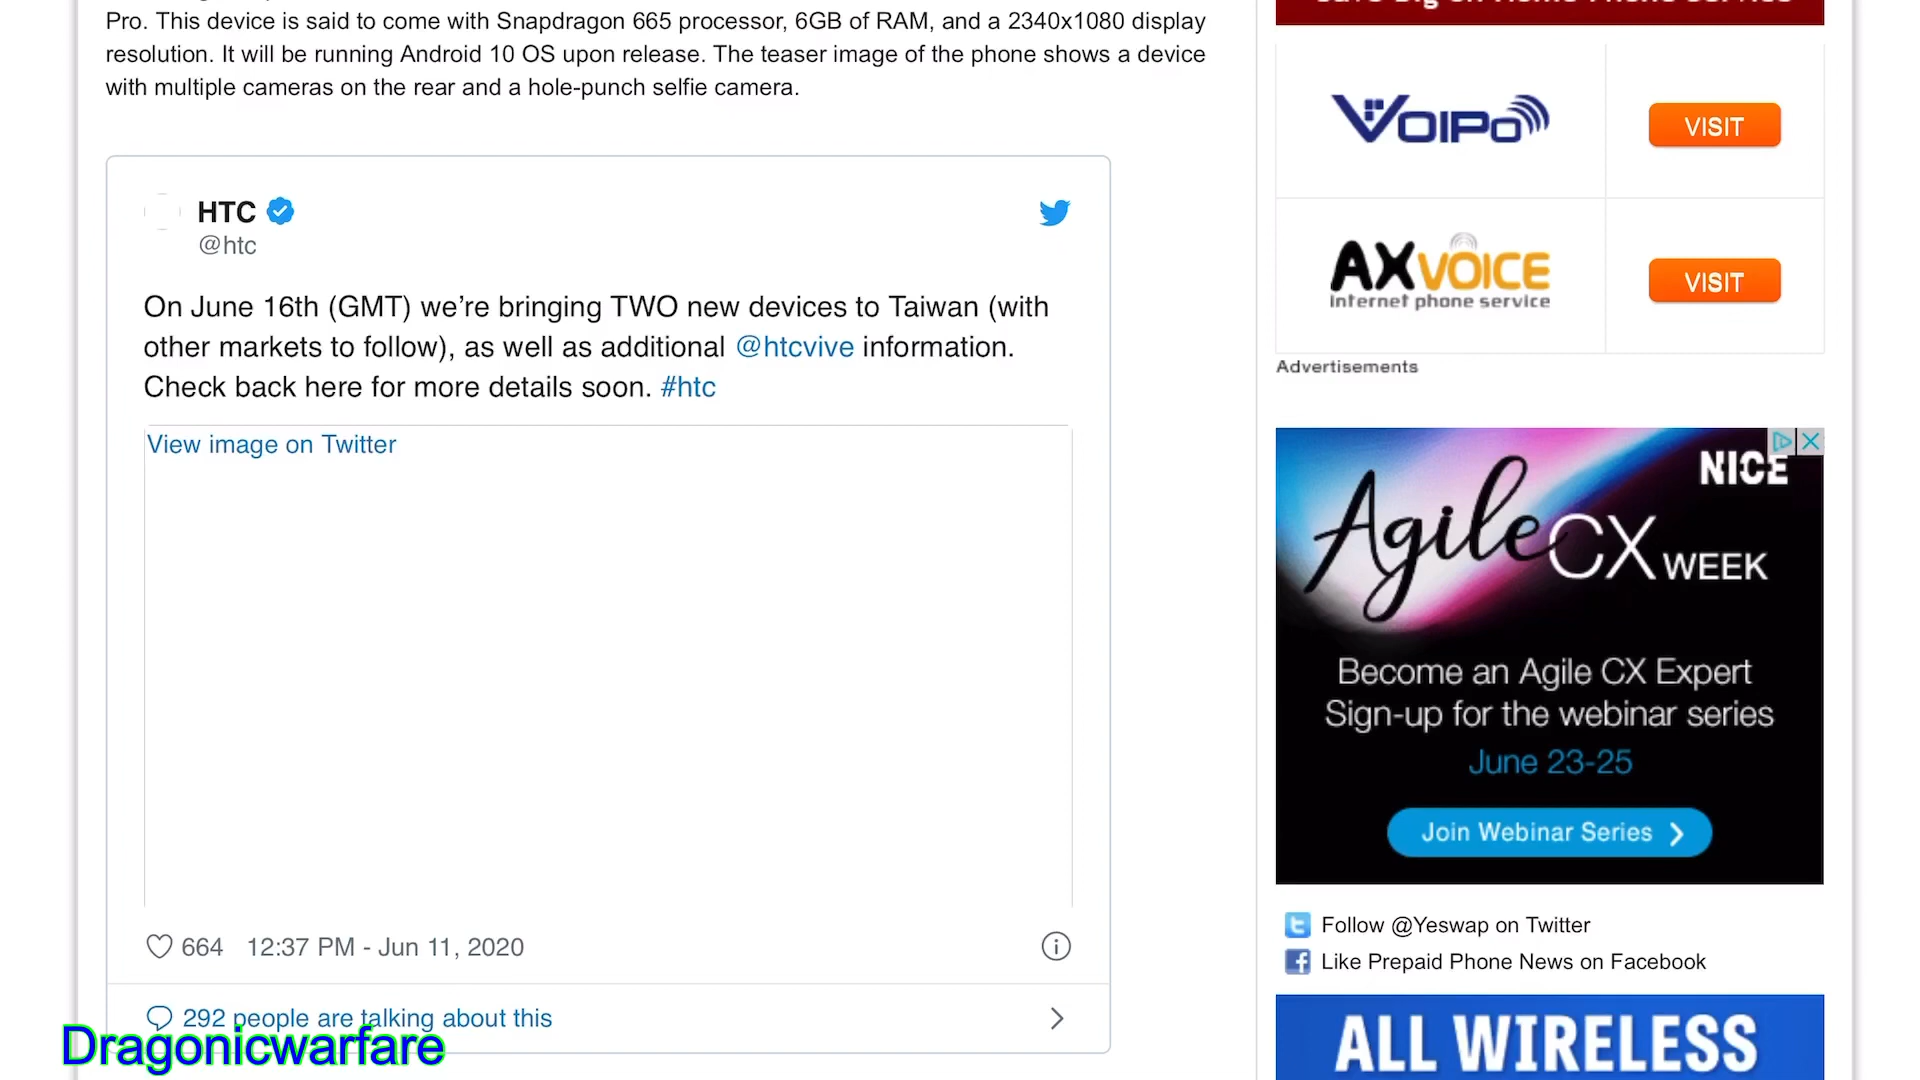 Pro. This device is said to come with Snapdragon 665 processor, 6GB of RAM, and a 2340x1080 display
resolution. It will be running Android 10 OS upon release. The teaser image of the phone shows a device
with multiple cameras on the rear and a hole-punch selfie camera.
HTC
@htc
On June 16th (GMT) we’re bringing TWO new devices to Taiwan (with
other markets to follow), as well as additional @htcvive information.
Check back here for more details soon. #htc
View image on Twitter
664 12:37 PM - Jun 11, 2020
292 people are talking about this
Dragonicwarfare
VOIPo
VISIT
AXVOICE
internet phone service
VISIT
Advertisements
NICE
Agile CX WEEK
Become an Agile CX Expert
Sign-up for the webinar series
June 23-25
Join Webinar Series
Follow @Yeswap on Twitter
Like Prepaid Phone News on Facebook
ALL WIRELESS